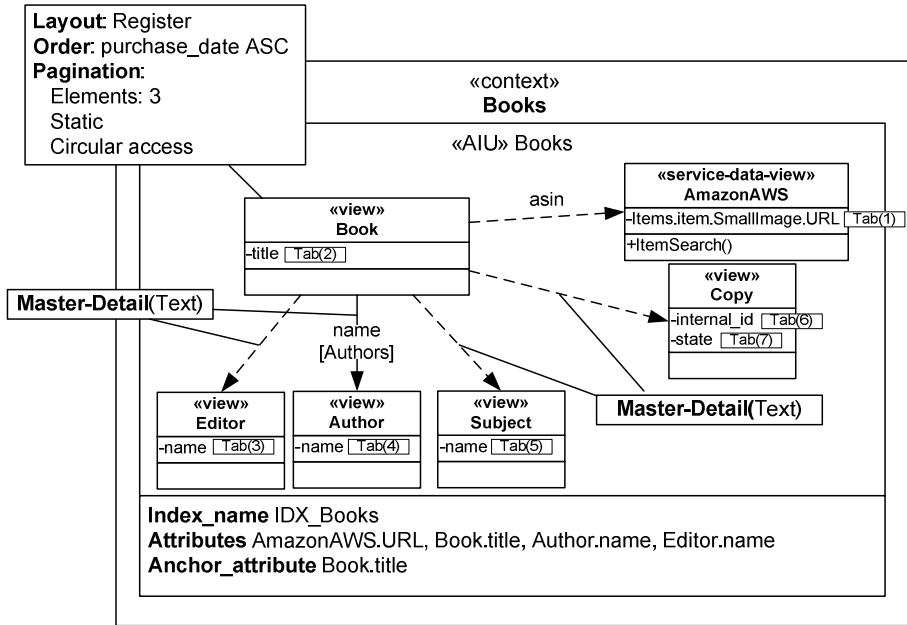 Layout: Register
Order: purchase_date ASC
Pagination:
Elements: 3
Static
Circular access
«context»
Books
«AIU» Books
«service-data-view»
AmazonAWS
-Items.item.SmallImage.URL Tab(1)
+ItemSearch()
asin
«view»
Book
-title Tab(2)
«view»
Copy
-internal_id Tab(6)
-state Tab(7)
Master-Detail(Text)
name
[Authors]
«view»
Editor
-name Tab(3)
«view»
Author
-name Tab(4)
«view»
Subject
-name Tab(5)
Master-Detail(Text)
Index_name IDX_Books
Attributes AmazonAWS.URL, Book.title, Author.name, Editor.name
Anchor_attribute Book.title